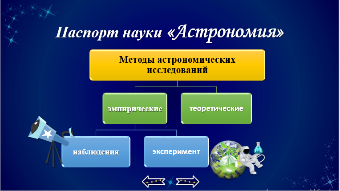 Паспорт науки «Астрономия»
Методы астрономических
исследований
эмпирические
теоретические
наблюдения
эксперимент